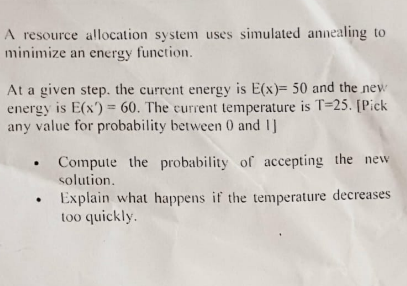 A resource allocation system uses simulated annealing to
minimize an energy function.
At a given step. the current energy is E(x)= 50 and the new
energy is E(x') = 60. The current temperature is T=25. [Pick
any value for probability between 0 and 1]
• Compute the probability of accepting the new
solution.
• Explain what happens if the temperature decreases
too quickly.